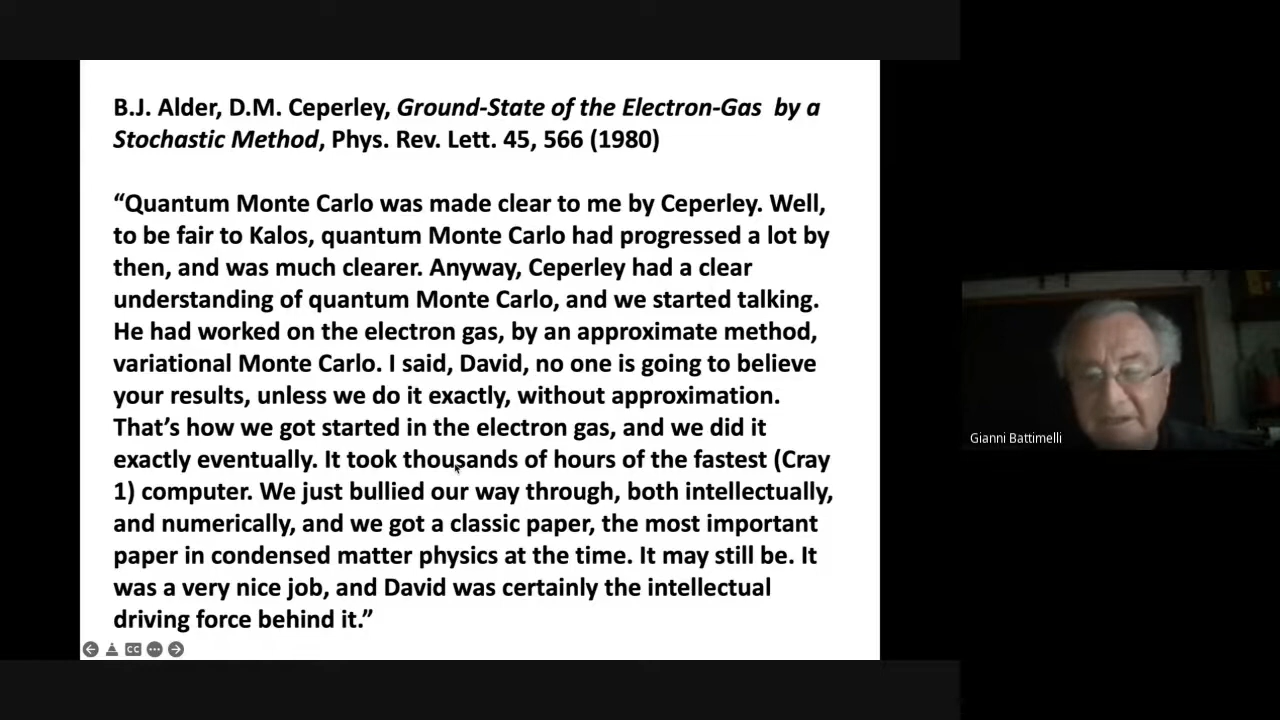 B.J. Alder, D.M. Ceperley, Ground-State of the Electron-Gas by a
Stochastic Method, Phys. Rev. Lett. 45, 566 (1980)
“Quantum Monte Carlo was made clear to me by Ceperley. Well,
to be fair to Kalos, quantum Monte Carlo had progressed a lot by
then, and was much clearer. Anyway, Ceperley had a clear
understanding of quantum Monte Carlo, and we started talking.
He had worked on the electron gas, by an approximate method,
variational Monte Carlo. I said, David, no one is going to believe
your results, unless we do it exactly, without approximation.
That’s how we got started in the electron gas, and we did it
exactly eventually. It took thousands of hours of the fastest (Cray
1) computer. We just bullied our way through, both intellectually,
and numerically, and we got a classic paper, the most important
paper in condensed matter physics at the time. It may still be. It
was a very nice job, and David was certainly the intellectual
driving force behind it.”
CC
Gianni Battimelli